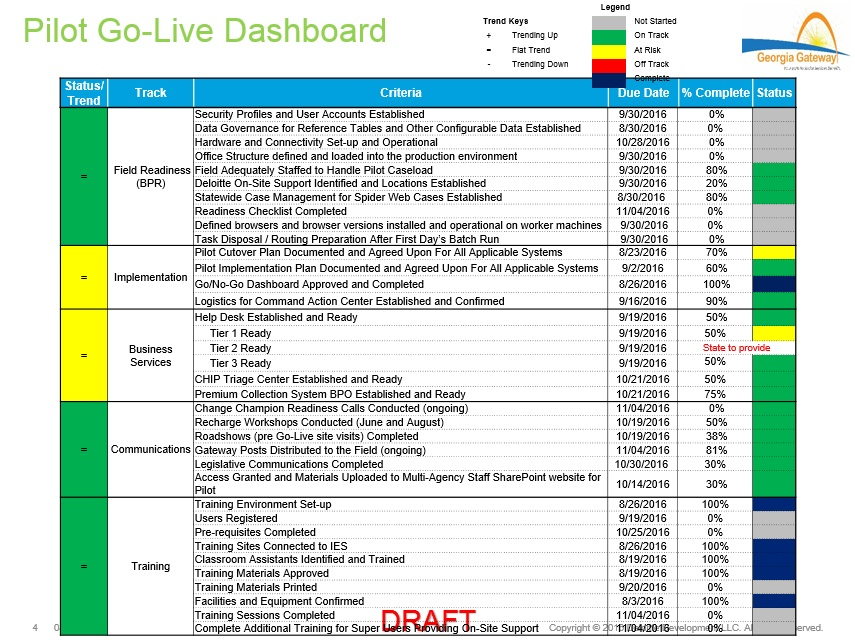 Pilot Go-Live Dashboard
Legend
Trend Keys
+ Trending Up
= Flat Trend
- Trending Down
Not Started
On Track
At Risk
Off Track
Complete
Georgia Gateway
Status/ Trend Track Criteria Due Date % Complete Status
= Field Readiness (BPR)
Security Profiles and User Accounts Established 9/30/2016 0%
Data Governance for Reference Tables and Other Configurable Data Established 8/30/2016 0%
Hardware and Connectivity Set-up and Operational 10/28/2016 0%
Office Structure defined and loaded into the production environment 9/30/2016 0%
Field Adequately Staffed to Handle Pilot Caseload 9/30/2016 80%
Deloitte On-Site Support Identified and Locations Established 9/30/2016 20%
Statewide Case Management for Spider Web Cases Established 8/30/2016 80%
Readiness Checklist Completed 11/04/2016 0%
Defined browsers and browser versions installed and operational on worker machines 9/30/2016 0%
Task Disposal / Routing Preparation After First Day's Batch Run 9/30/2016 0%
= Implementation
Pilot Cutover Plan Documented and Agreed Upon For All Applicable Systems 8/23/2016 70%
Pilot Implementation Plan Documented and Agreed Upon For All Applicable Systems 9/2/2016 60%
Go/No-Go Dashboard Approved and Completed 8/26/2016 100%
Logistics for Command Action Center Established and Confirmed 9/16/2016 90%
= Business Services
Help Desk Established and Ready 9/19/2016 50%
Tier 1 Ready 9/19/2016 50%
Tier 2 Ready 9/19/2016 State to provide
Tier 3 Ready 9/19/2016 50%
CHIP Triage Center Established and Ready 10/21/2016 50%
Premium Collection System BPO Established and Ready 10/21/2016 75%
= Communications
Change Champion Readiness Calls Conducted (ongoing) 11/04/2016 0%
Recharge Workshops Conducted (June and August) 10/19/2016 50%
Roadshows (pre Go-Live site visits) Completed 10/19/2016 38%
Gateway Posts Distributed to the Field (ongoing) 11/04/2016 81%
Legislative Communications Completed 10/30/2016 30%
Access Granted and Materials Uploaded to Multi-Agency Staff SharePoint website for
Pilot 10/14/2016 30%
= Training
Training Environment Set-up 8/26/2016 100%
Users Registered 9/19/2016 0%
Pre-requisites Completed 10/25/2016 0%
Training Sites Connected to IES 8/26/2016 100%
Classroom Assistants Identified and Trained 8/19/2016 100%
Training Materials Approved 8/19/2016 100%
Training Materials Printed 9/20/2016 0%
Facilities and Equipment Confirmed 8/3/2016 100%
Training Sessions Completed 11/04/2016 0%
Complete Additional Training for Super Users Providing On-Site Support 11/04/2016 0%
DRAFT
4
Copyright © Development LLC.